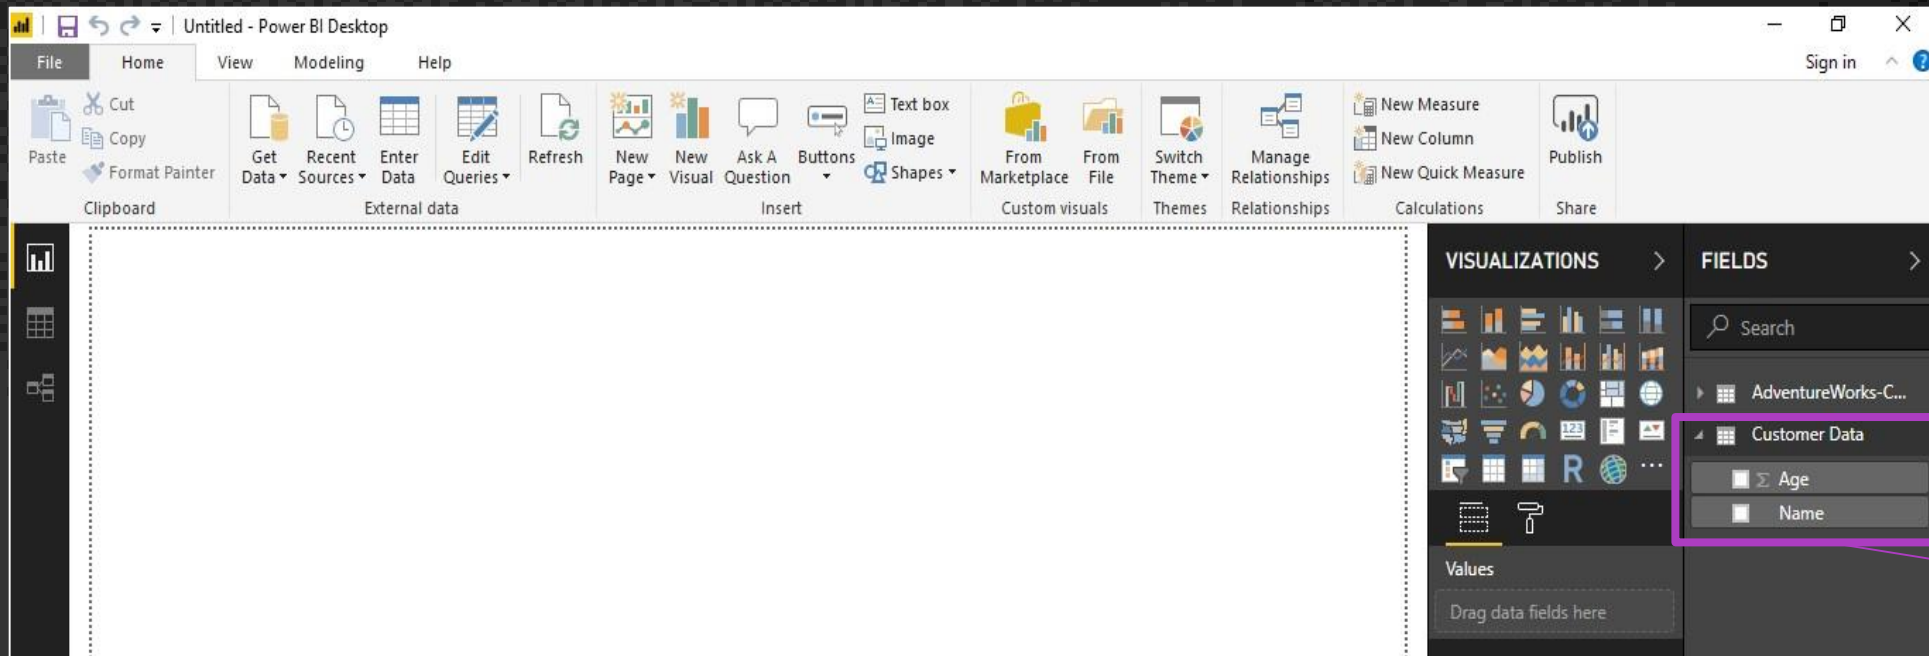 Untitled - Power BI Desktop
File Home View Modeling Help Sign in ?
Paste
Cut
Copy
Format Painter
Clipboard
Get Data
Recent Sources
Enter Data
Edit Queries
Refresh
External data
New Page
New Visual
Ask A Question
Buttons
Text box
Image
Shapes
Insert
From Marketplace
From File
Custom visuals
Switch Theme
Themes
Manage Relationships
Relationships
New Measure
New Column
New Quick Measure
Calculations
Publish
Share
VISUALIZATIONS
123
R
Values
Drag data fields here
FIELDS
Search
AdventureWorks-C...
Customer Data
Σ Age
Name